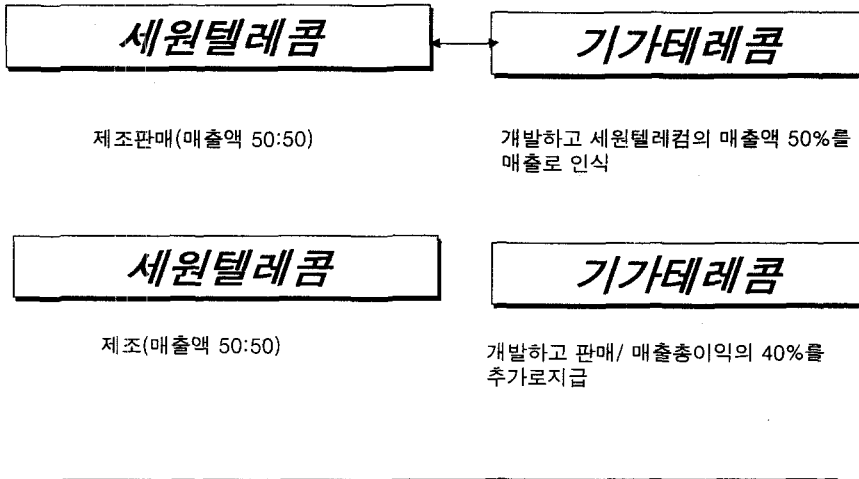 세원텔레콤
기가테레콤
제조판매(매출액 50:50)
개발하고 세원텔레컴의 매출액 50%를
매출로 인식
세원텔레콤
기가테레콤
제조(매출액 50:50)
개발하고 판매/ 매출총이익의 40%를
추가로지급